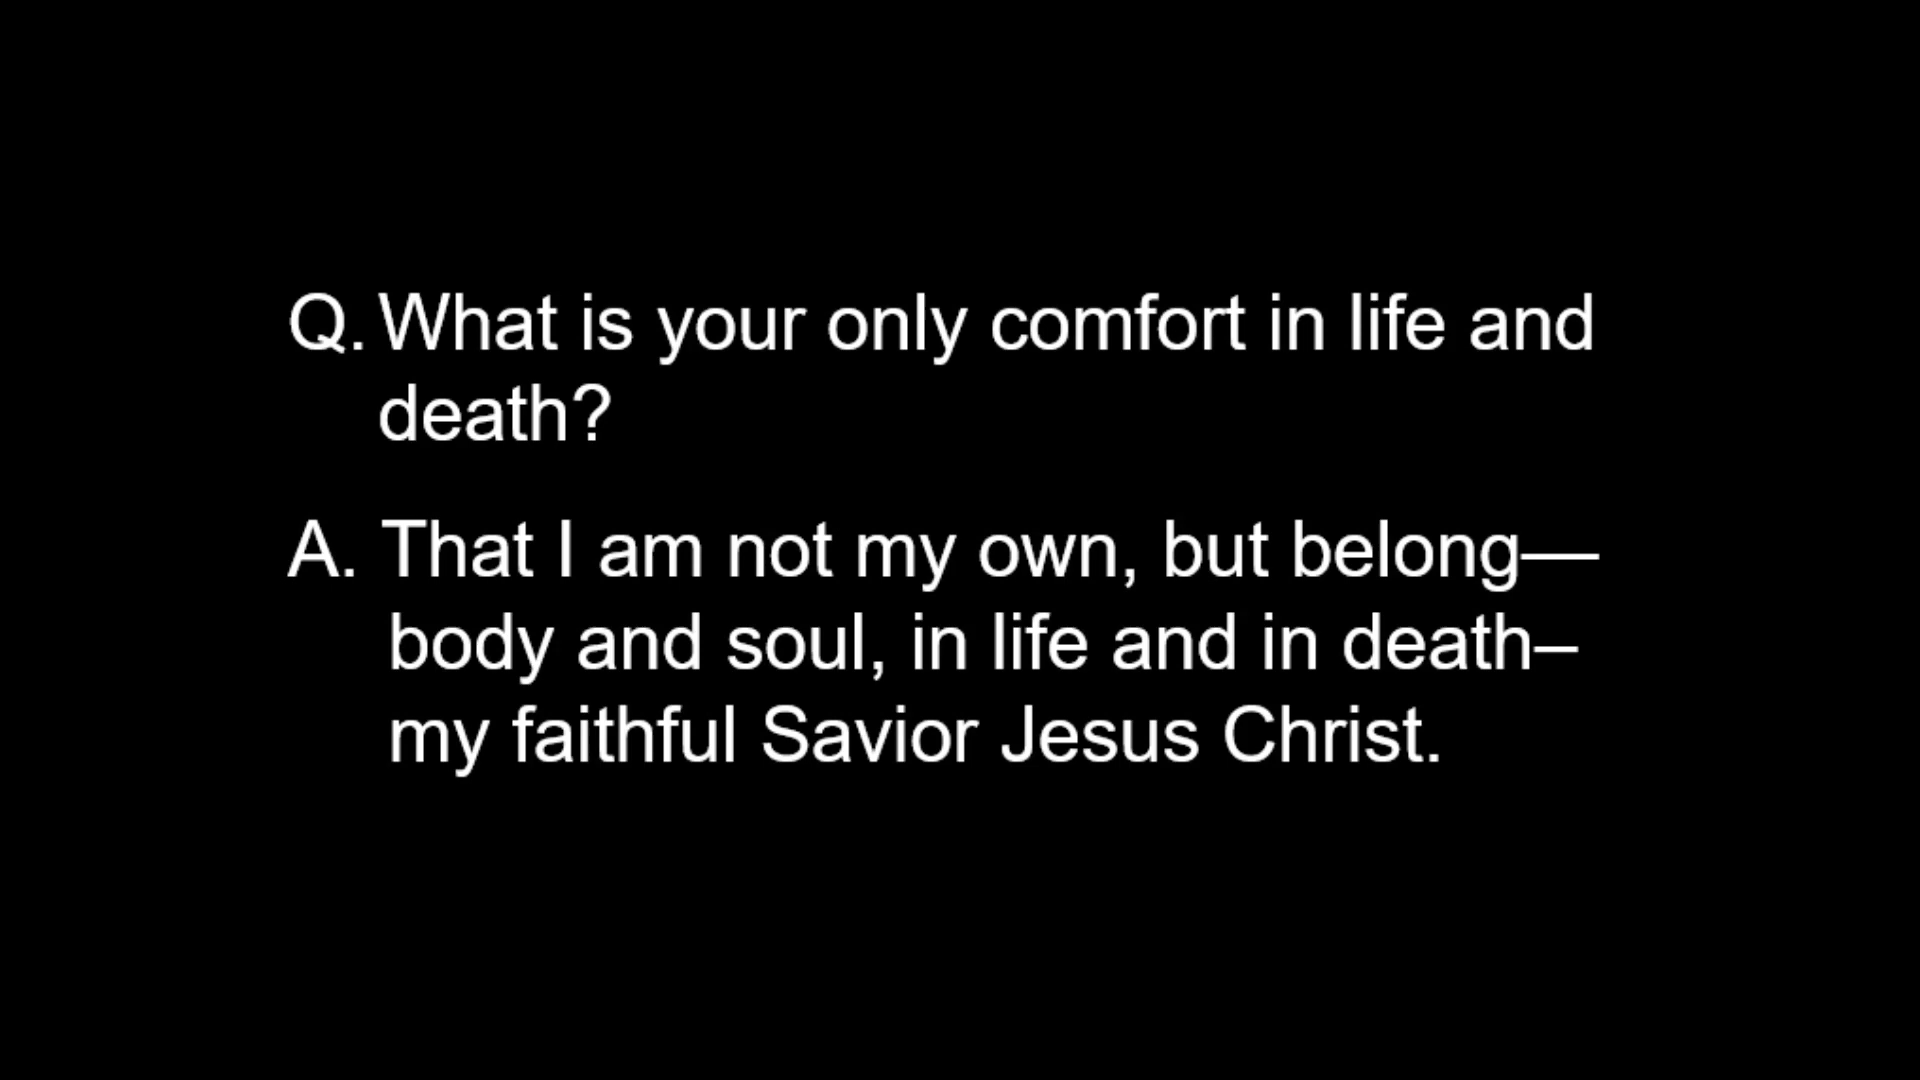 Q. What is your only comfort in life and
death?
A. That I am not my own, but belong—
body and soul, in life and in death–
my faithful Savior Jesus Christ.